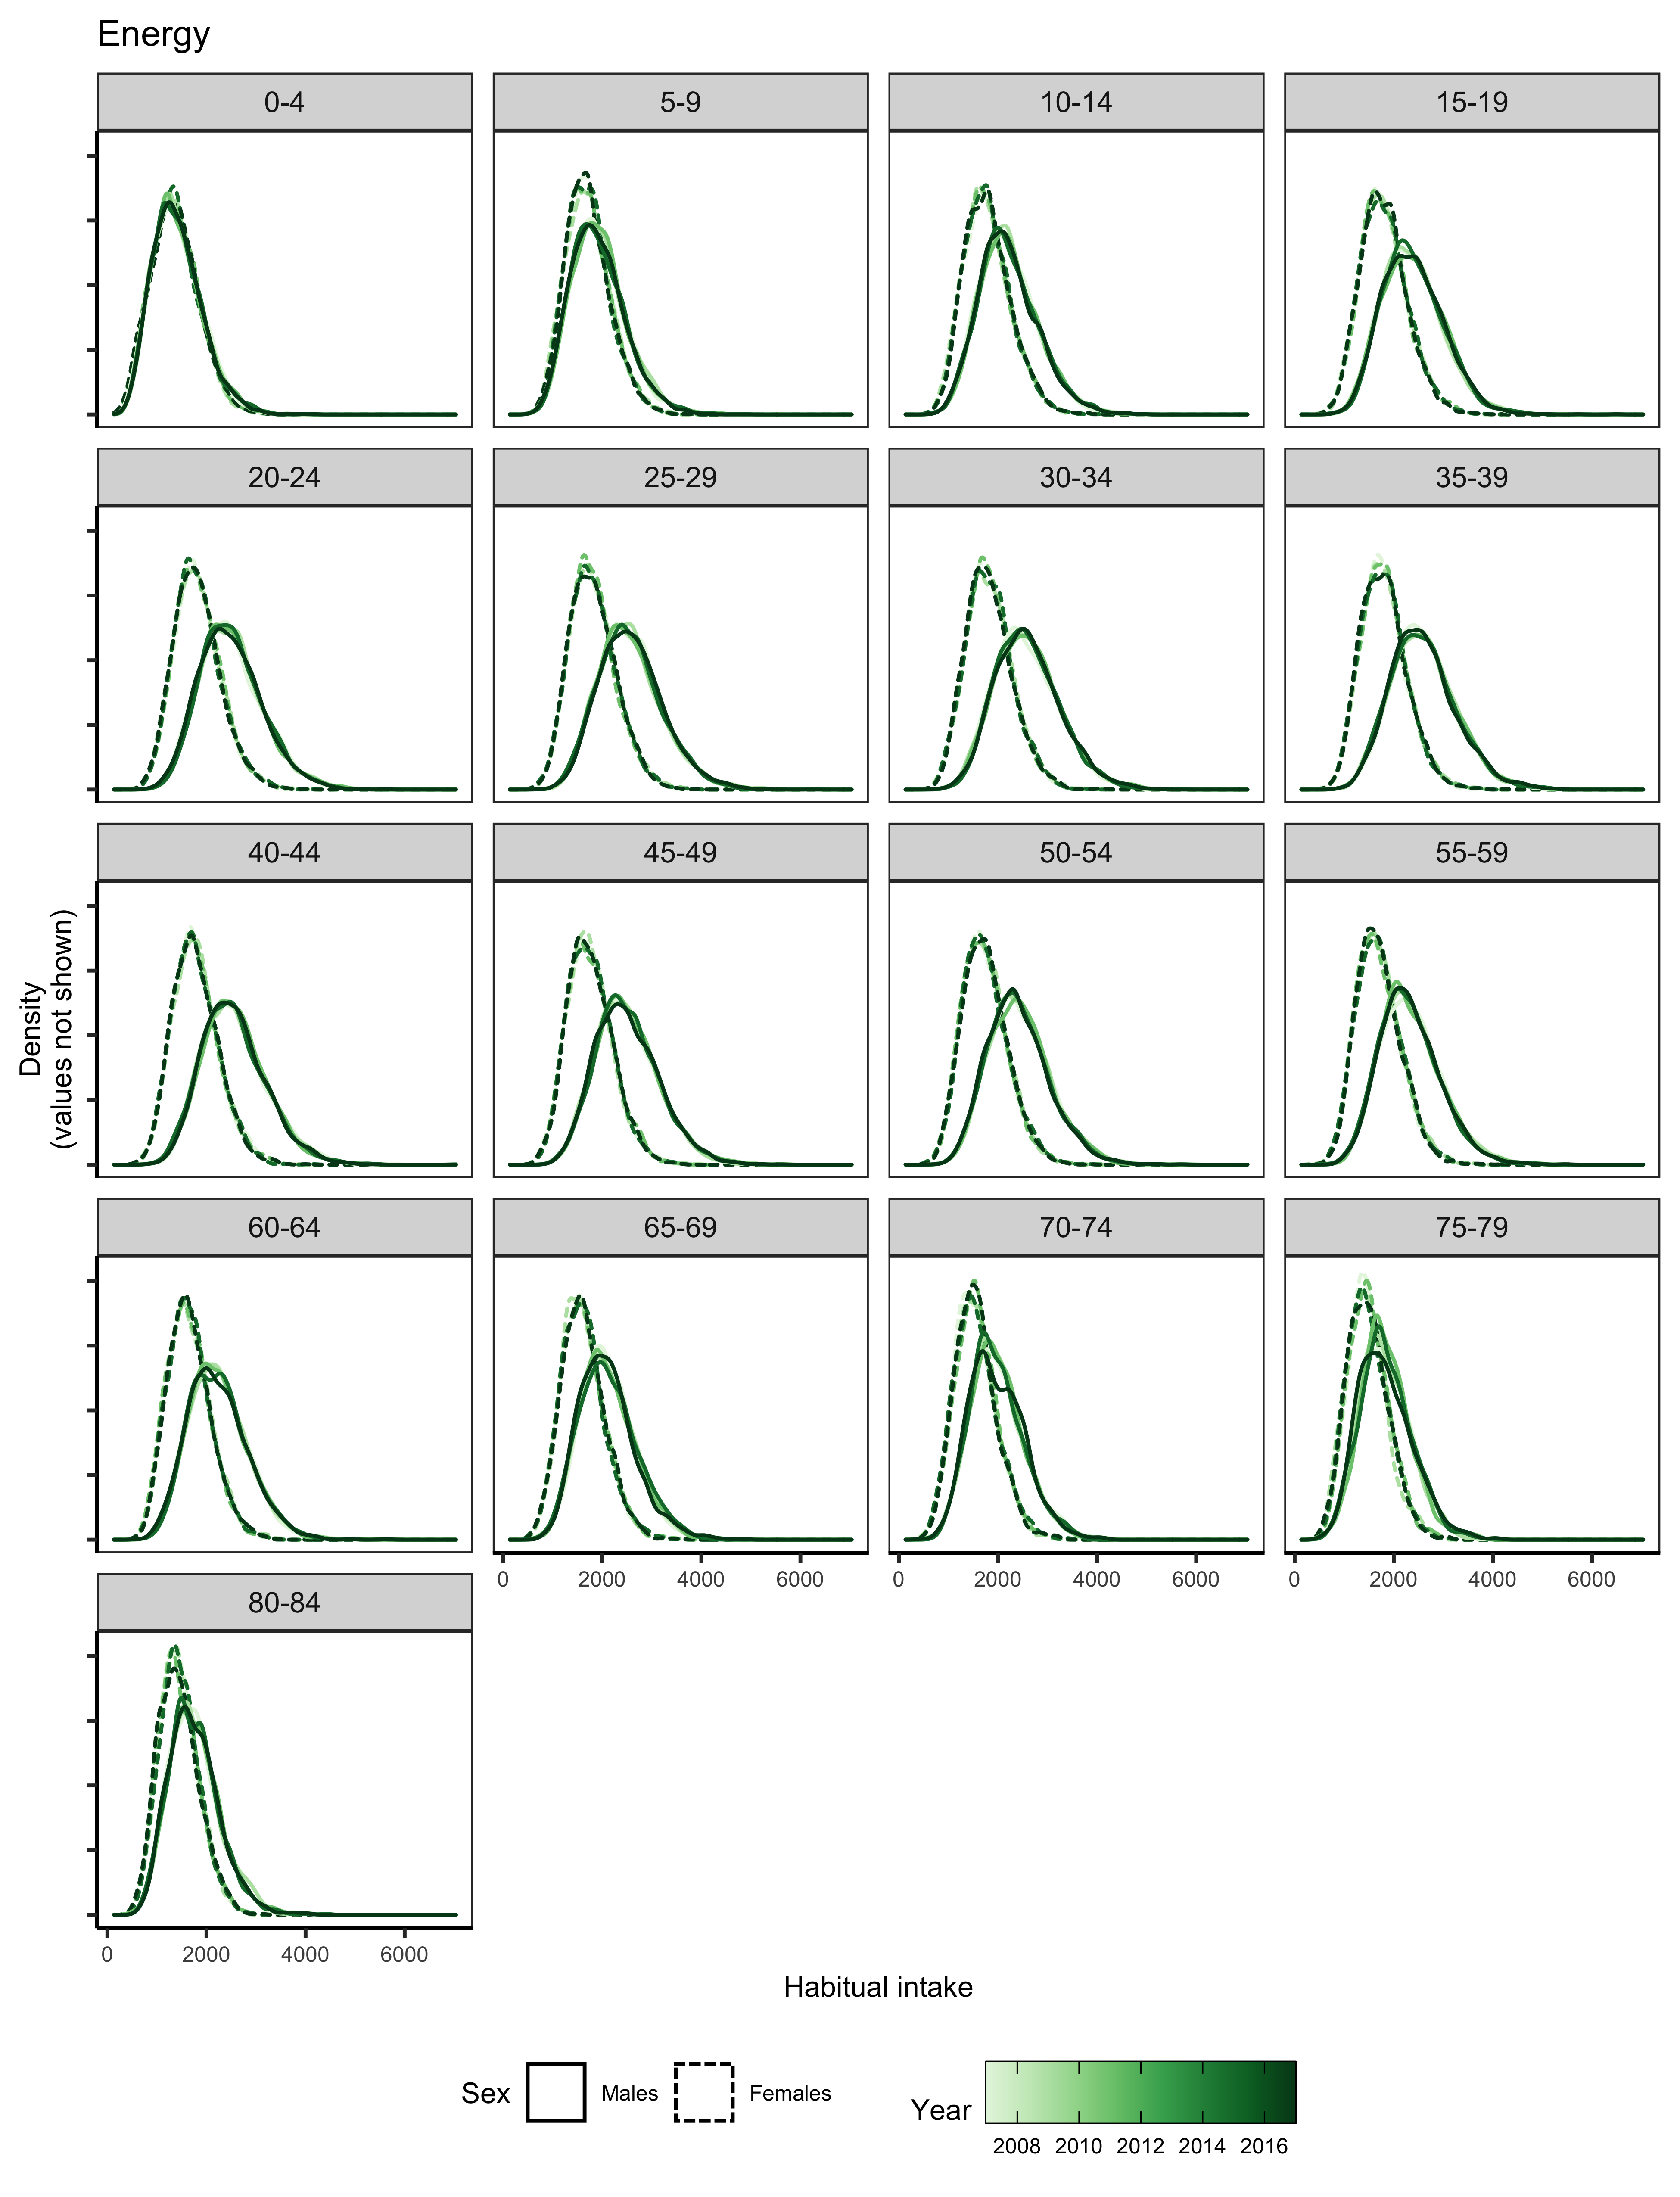 Energy
0-4 5-9 10-14 15-19
20-24 25-29 30-34 35-39
40-44 45-49 50-54 55-59
Density
(values not shown)
60-64 65-69 70-74 75-79
0 2000 4000 6000 0 2000 4000 6000 0 2000 4000 6000
80-84
0 2000 4000 6000
Habitual intake
Sex Males Females Year
2008 2010 2012 2014 2016